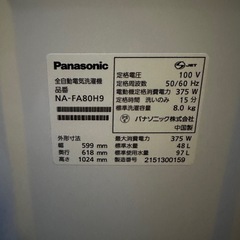 Panasonic
全自動電気洗濯機
品番
NA-FA80H9
外形寸法
幅 599 mm
奥行 618 mm
高さ 1024 mm
JET
定格電圧 100 V
定格周波数 50/60 Hz
電動機定格消費電力 375 W
定格時間 洗いのみ 15 分
標準洗濯容量 8.0 kg
パナソニック株式会社
中国製
最大消費電力 375 W
標準水量 48 L
標準使用水量 97 L
製造番号 2151300159